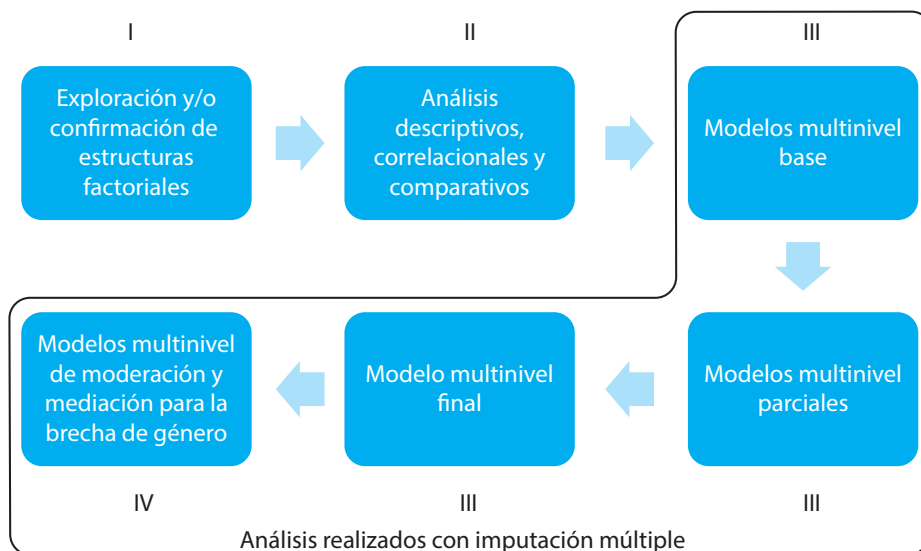 I
Exploración y/o
confirmación de
estructuras
factoriales
II
Análisis
descriptivos,
correlacionales y
comparativos
III
Modelos multinivel
base
Modelos multinivel
parciales
III
Modelo multinivel
final
III
Modelos multinivel
de moderación y
mediación para la
brecha de género
IV
Análisis realizados con imputación múltiple